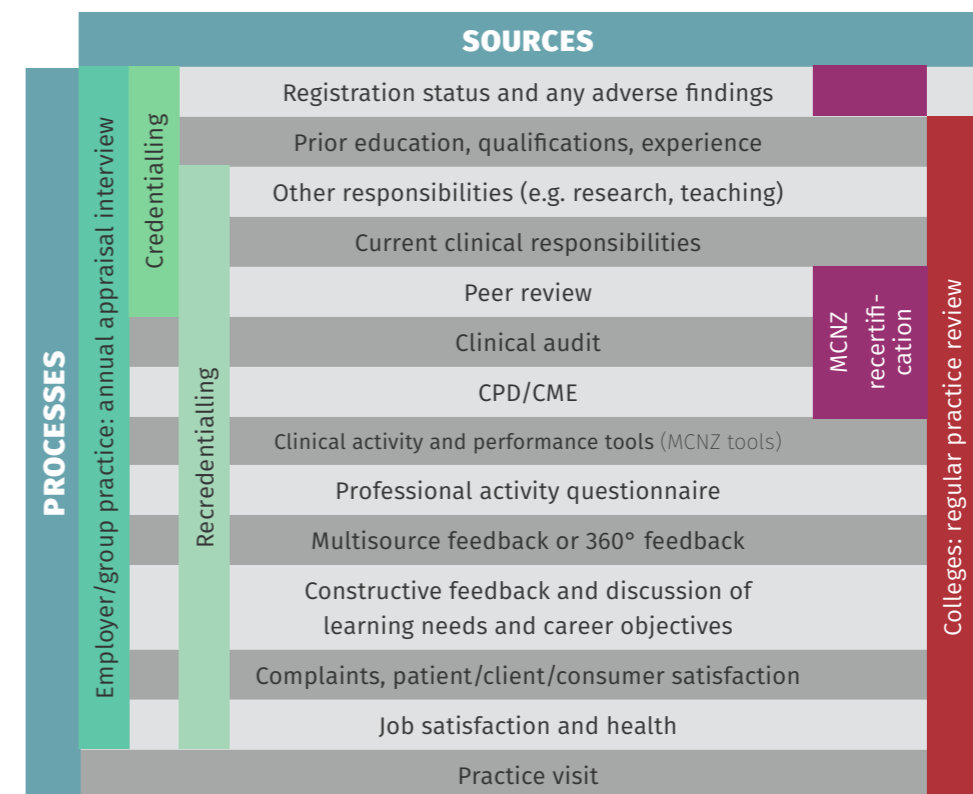 SOURCES
PROCESSES
Employer/group practice: annual appraisal interview
Credentialling
Recredentialling
Registration status and any adverse findings
Prior education, qualifications, experience
Other responsibilities (e.g. research, teaching)
Current clinical responsibilities
Peer review
Clinical audit
CPD/CME
Clinical activity and performance tools (MCNZ tools)
Professional activity questionnaire
Multisource feedback or 360° feedback
Constructive feedback and discussion of
learning needs and career objectives
Complaints, patient/client/consumer satisfaction
Job satisfaction and health
Practice visit
MCNZ
recertifi-
cation
Colleges: regular practice review